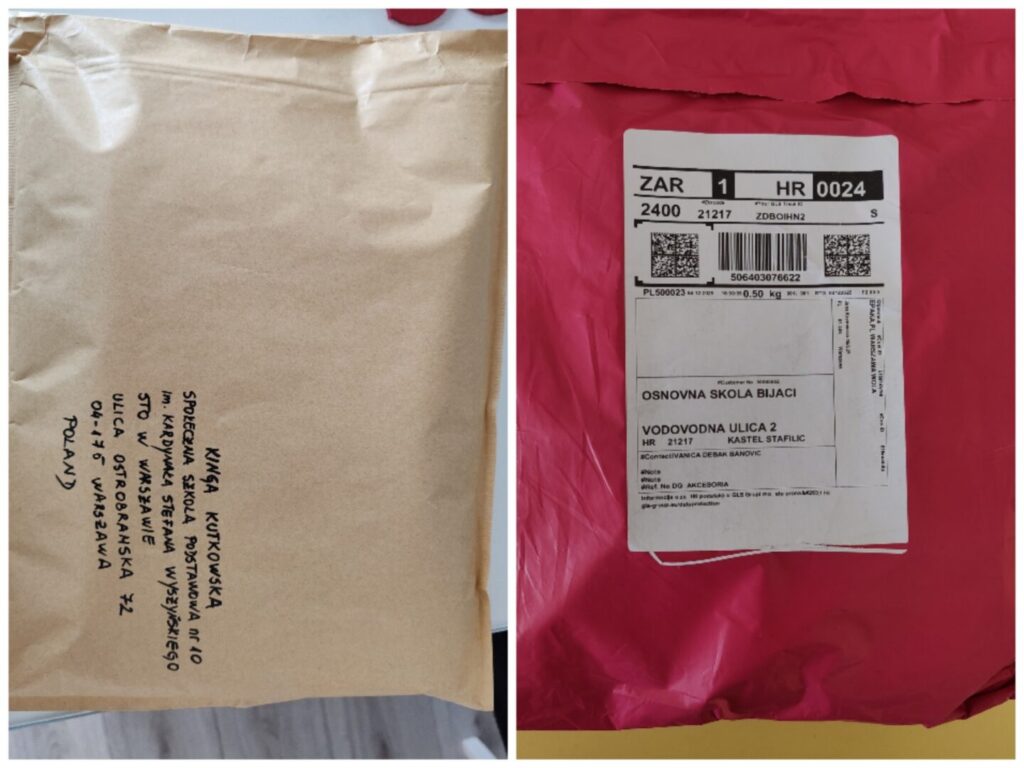 KINGA KUTKOWSKA
SPOŁECZNA SZKOŁA PODSTAWOWA nr 10
im. KARDYNAŁA STEFANA WYSZYŃSKIEGO
STO W WARSZAWIE
ULICA OSTROBRAMSKA 72
04-175 WARSZAWA
POLAND
ZAR 1 HR 0024
2400 21217 ZDBOIHN2 S
506403076622
PL500023 0.50 kg
#Customer No
OSNOVNA SKOLA BIJACI
VODOVODNA ULICA 2
HR 21217 KASTEL STAFILIC
#Contact IVANICA DEBAK BANOVIC
#Note
#Note
#Ref. No. DG AKCESORIA